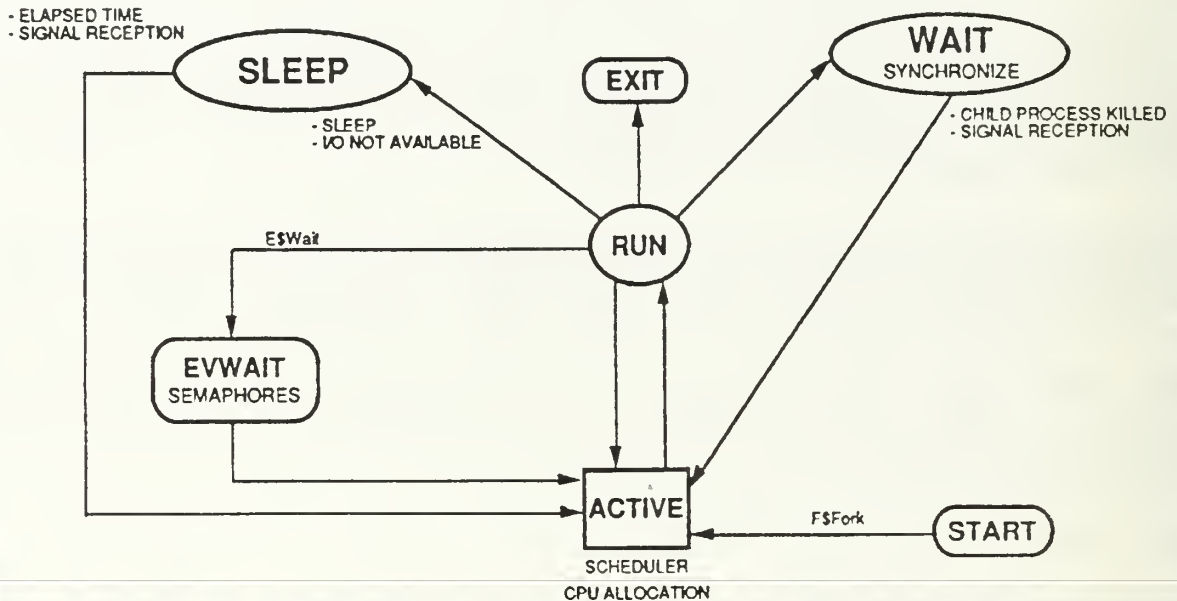 - ELAPSED TIME
- SIGNAL RECEPTION
SLEEP
- SLEEP
- I/O NOT AVAILABLE
EXIT
WAIT
SYNCHRONIZE
- CHILD PROCESS KILLED
- SIGNAL RECEPTION
RUN
E$Wait
EVWAIT
SEMAPHORES
ACTIVE
F$Fork
START
SCHEDULER
CPU ALLOCATION